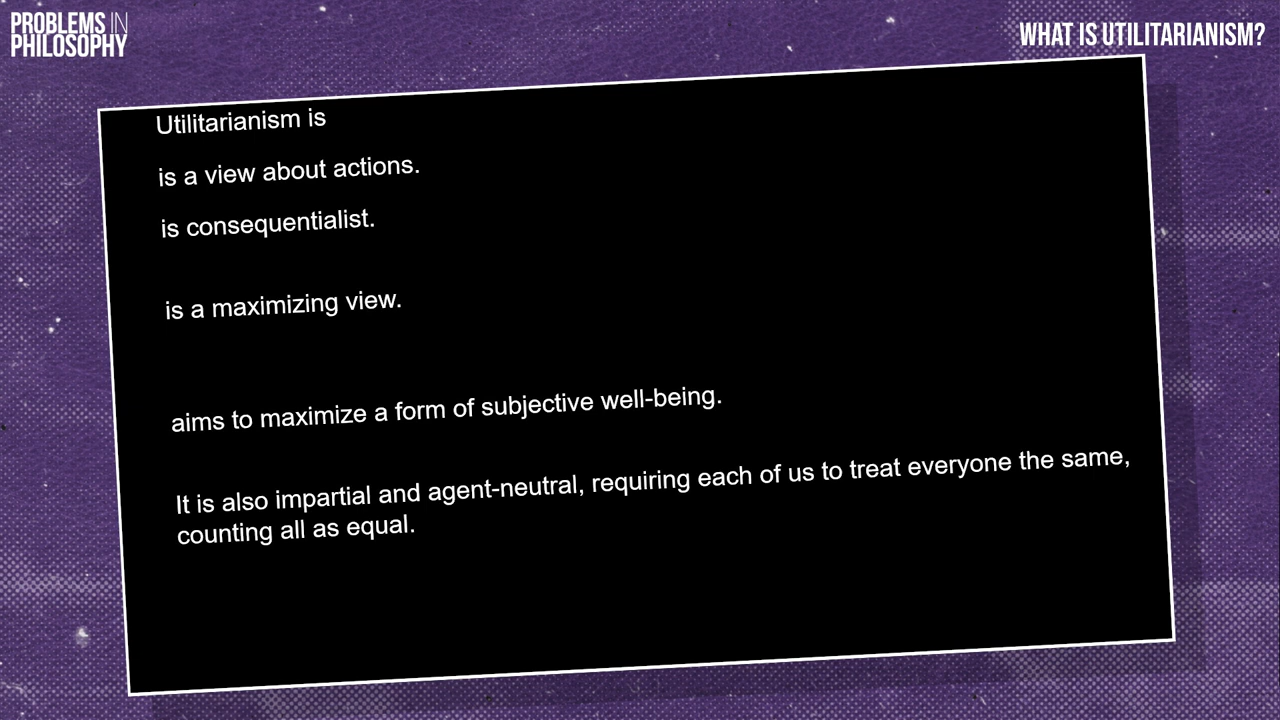 PROBLEMS IN
PHILOSOPHY
WHAT IS UTILITARIANISM?
Utilitarianism is
is a view about actions.
is consequentialist.
is a maximizing view.
aims to maximize a form of subjective well-being.
It is also impartial and agent-neutral, requiring each of us to treat everyone the same,
counting all as equal.